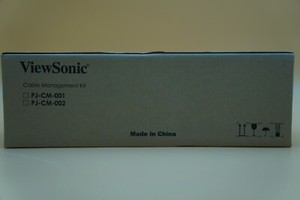 ViewSonic®
Cable Management Kit
PJ-CM-001
PJ-CM-002
Made in China